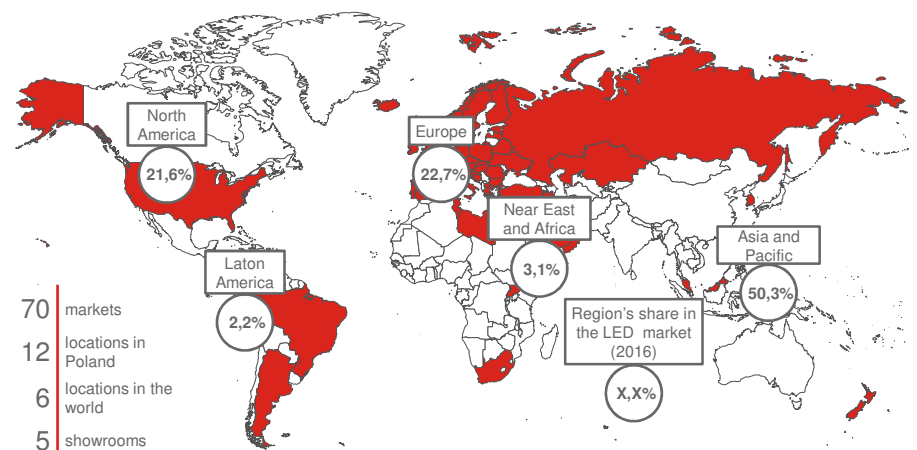 North
America
21,6%
Europe
22,7%
Near East
and Africa
3,1%
Asia and
Pacific
50,3%
Laton
America
2,2%
Region's share in
the LED market
(2016)
X,X%
70 markets
12 locations in
Poland
6 locations in the
world
5 showrooms